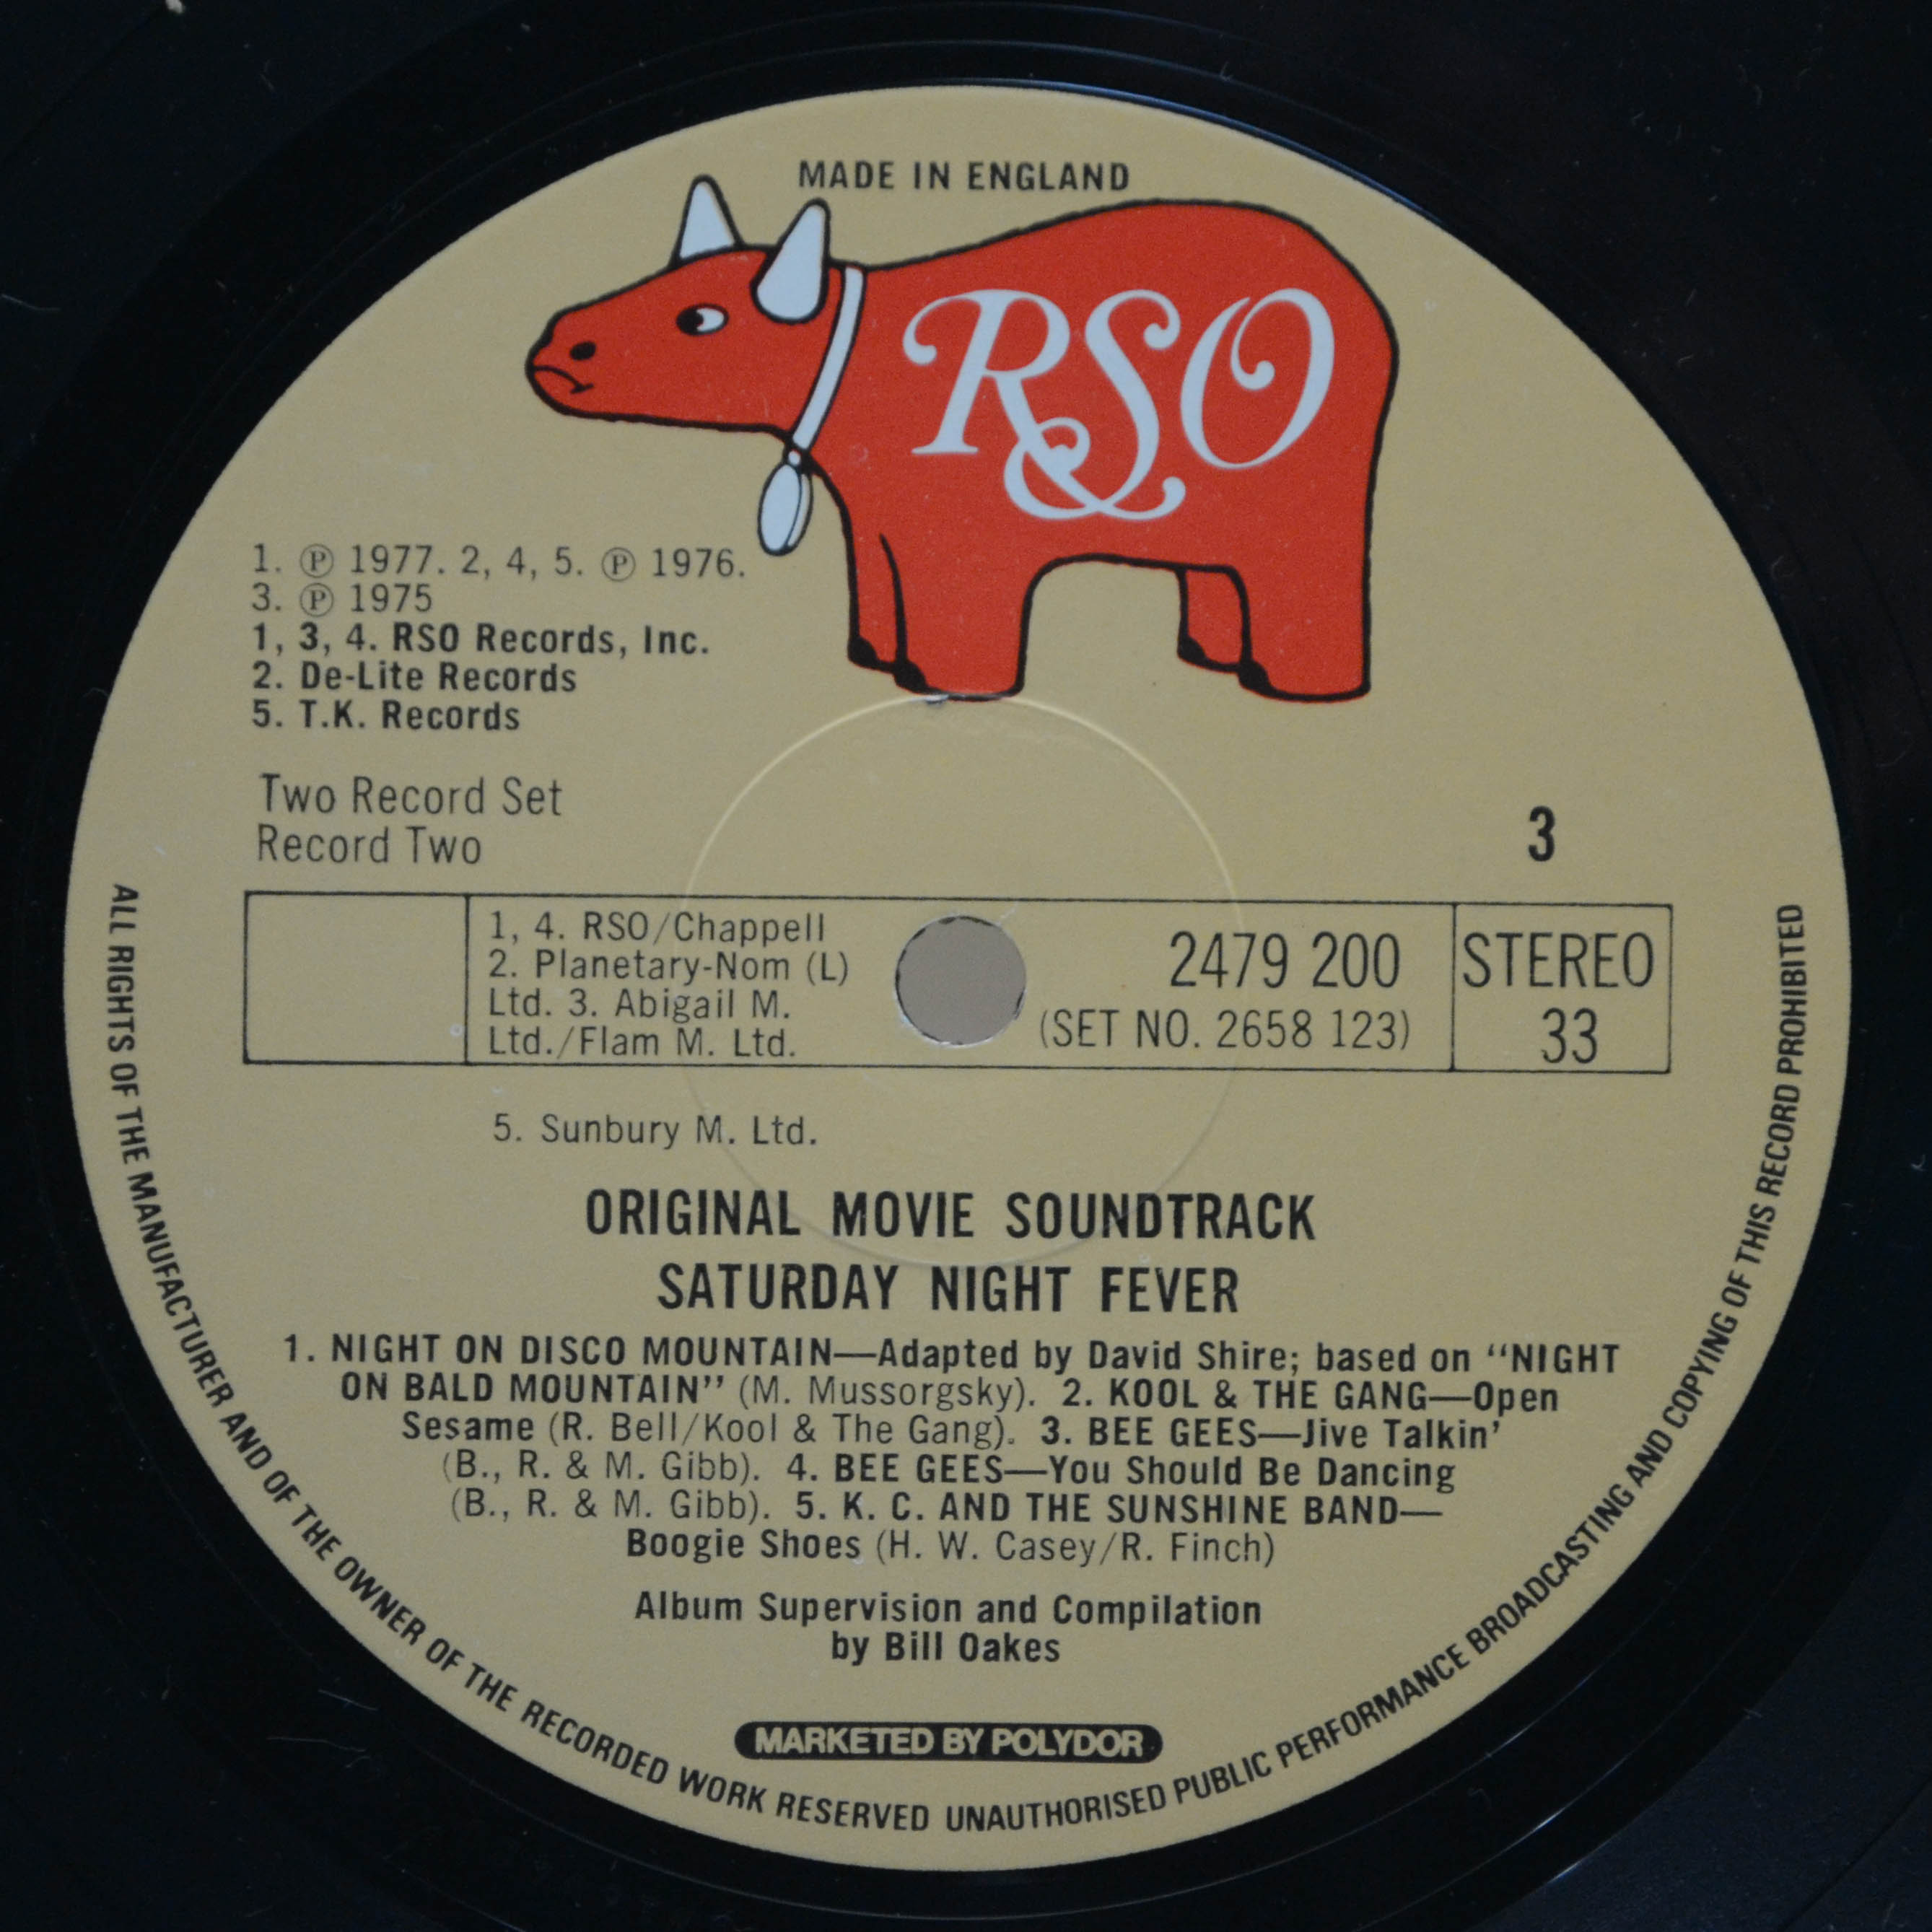 MADE IN ENGLAND
RSO
1. ℗ 1977. 2, 4, 5. ℗ 1976.
3. ℗ 1975
1, 3, 4. RSO Records, Inc.
2. De-Lite Records
5. T.K. Records
Two Record Set
Record Two
3
1, 4. RSO/Chappell
2. Planetary-Nom (L)
Ltd. 3. Abigail M.
Ltd./Flam M. Ltd.
2479 200
(SET NO. 2658 123)
STEREO
33
5. Sunbury M. Ltd.
ORIGINAL MOVIE SOUNDTRACK
SATURDAY NIGHT FEVER
1. NIGHT ON DISCO MOUNTAIN—Adapted by David Shire; based on “NIGHT
ON BALD MOUNTAIN” (M. Mussorgsky). 2. KOOL & THE GANG—Open
Sesame (R. Bell/Kool & The Gang). 3. BEE GEES—Jive Talkin’
(B., R. & M. Gibb). 4. BEE GEES—You Should Be Dancing
(B., R. & M. Gibb). 5. K. C. AND THE SUNSHINE BAND—
Boogie Shoes (H. W. Casey/R. Finch)
Album Supervision and Compilation
by Bill Oakes
MARKETED BY POLYDOR
ALL RIGHTS OF THE MANUFACTURER AND OF THE OWNER OF THE RECORDED WORK RESERVED UNAUTHORISED PUBLIC PERFORMANCE BROADCASTING AND COPYING OF THIS RECORD PROHIBITED